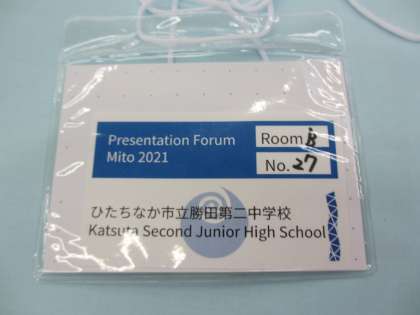 Presentation Forum
Mito 2021
Room B
No. 27
ひたちなか市立勝田第二中学校
Katsuta Second Junior High School